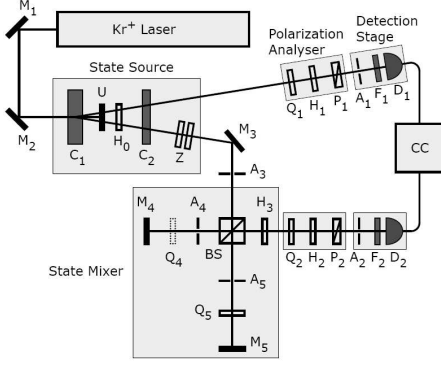 M1
Kr+ Laser
Polarization
Analyser
Detection
Stage
State Source
U
M2
C1
H0
C2
Z
Q1
H1
P1
A1
F1
D1
M3
CC
A3
M4
A4
H3
Q4
BS
Q2
H2
P2
A2
F2
D2
State Mixer
A5
Q5
M5